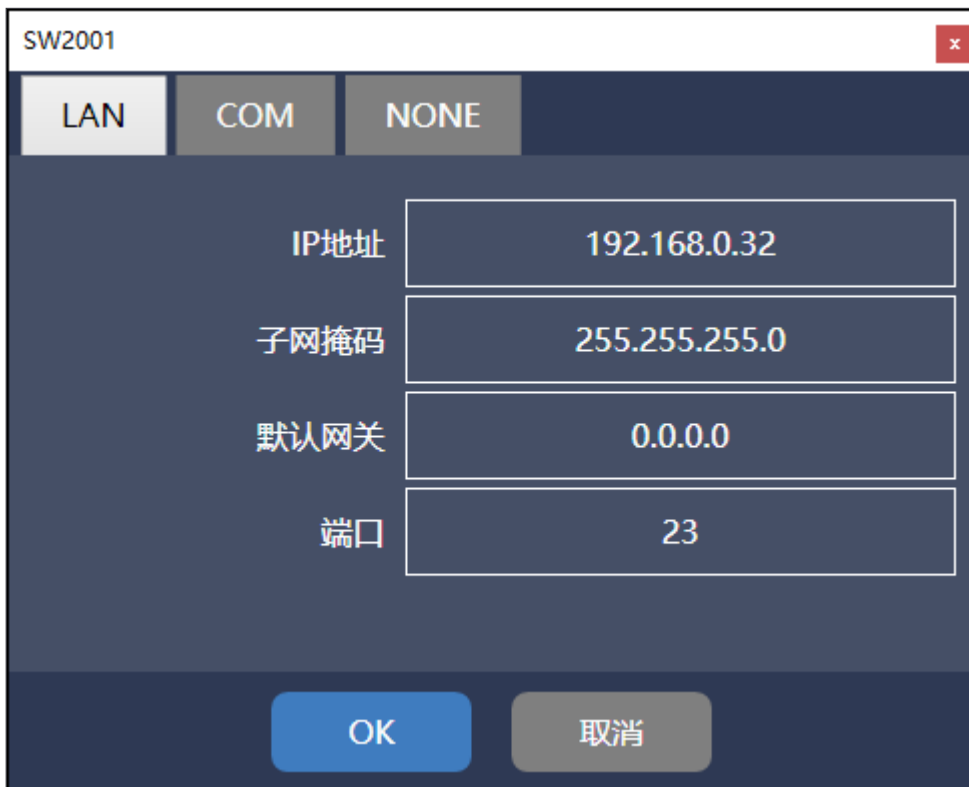 SW2001
x
LAN COM NONE
IP地址 192.168.0.32
子网掩码 255.255.255.0
默认网关 0.0.0.0
端口 23
OK 取消